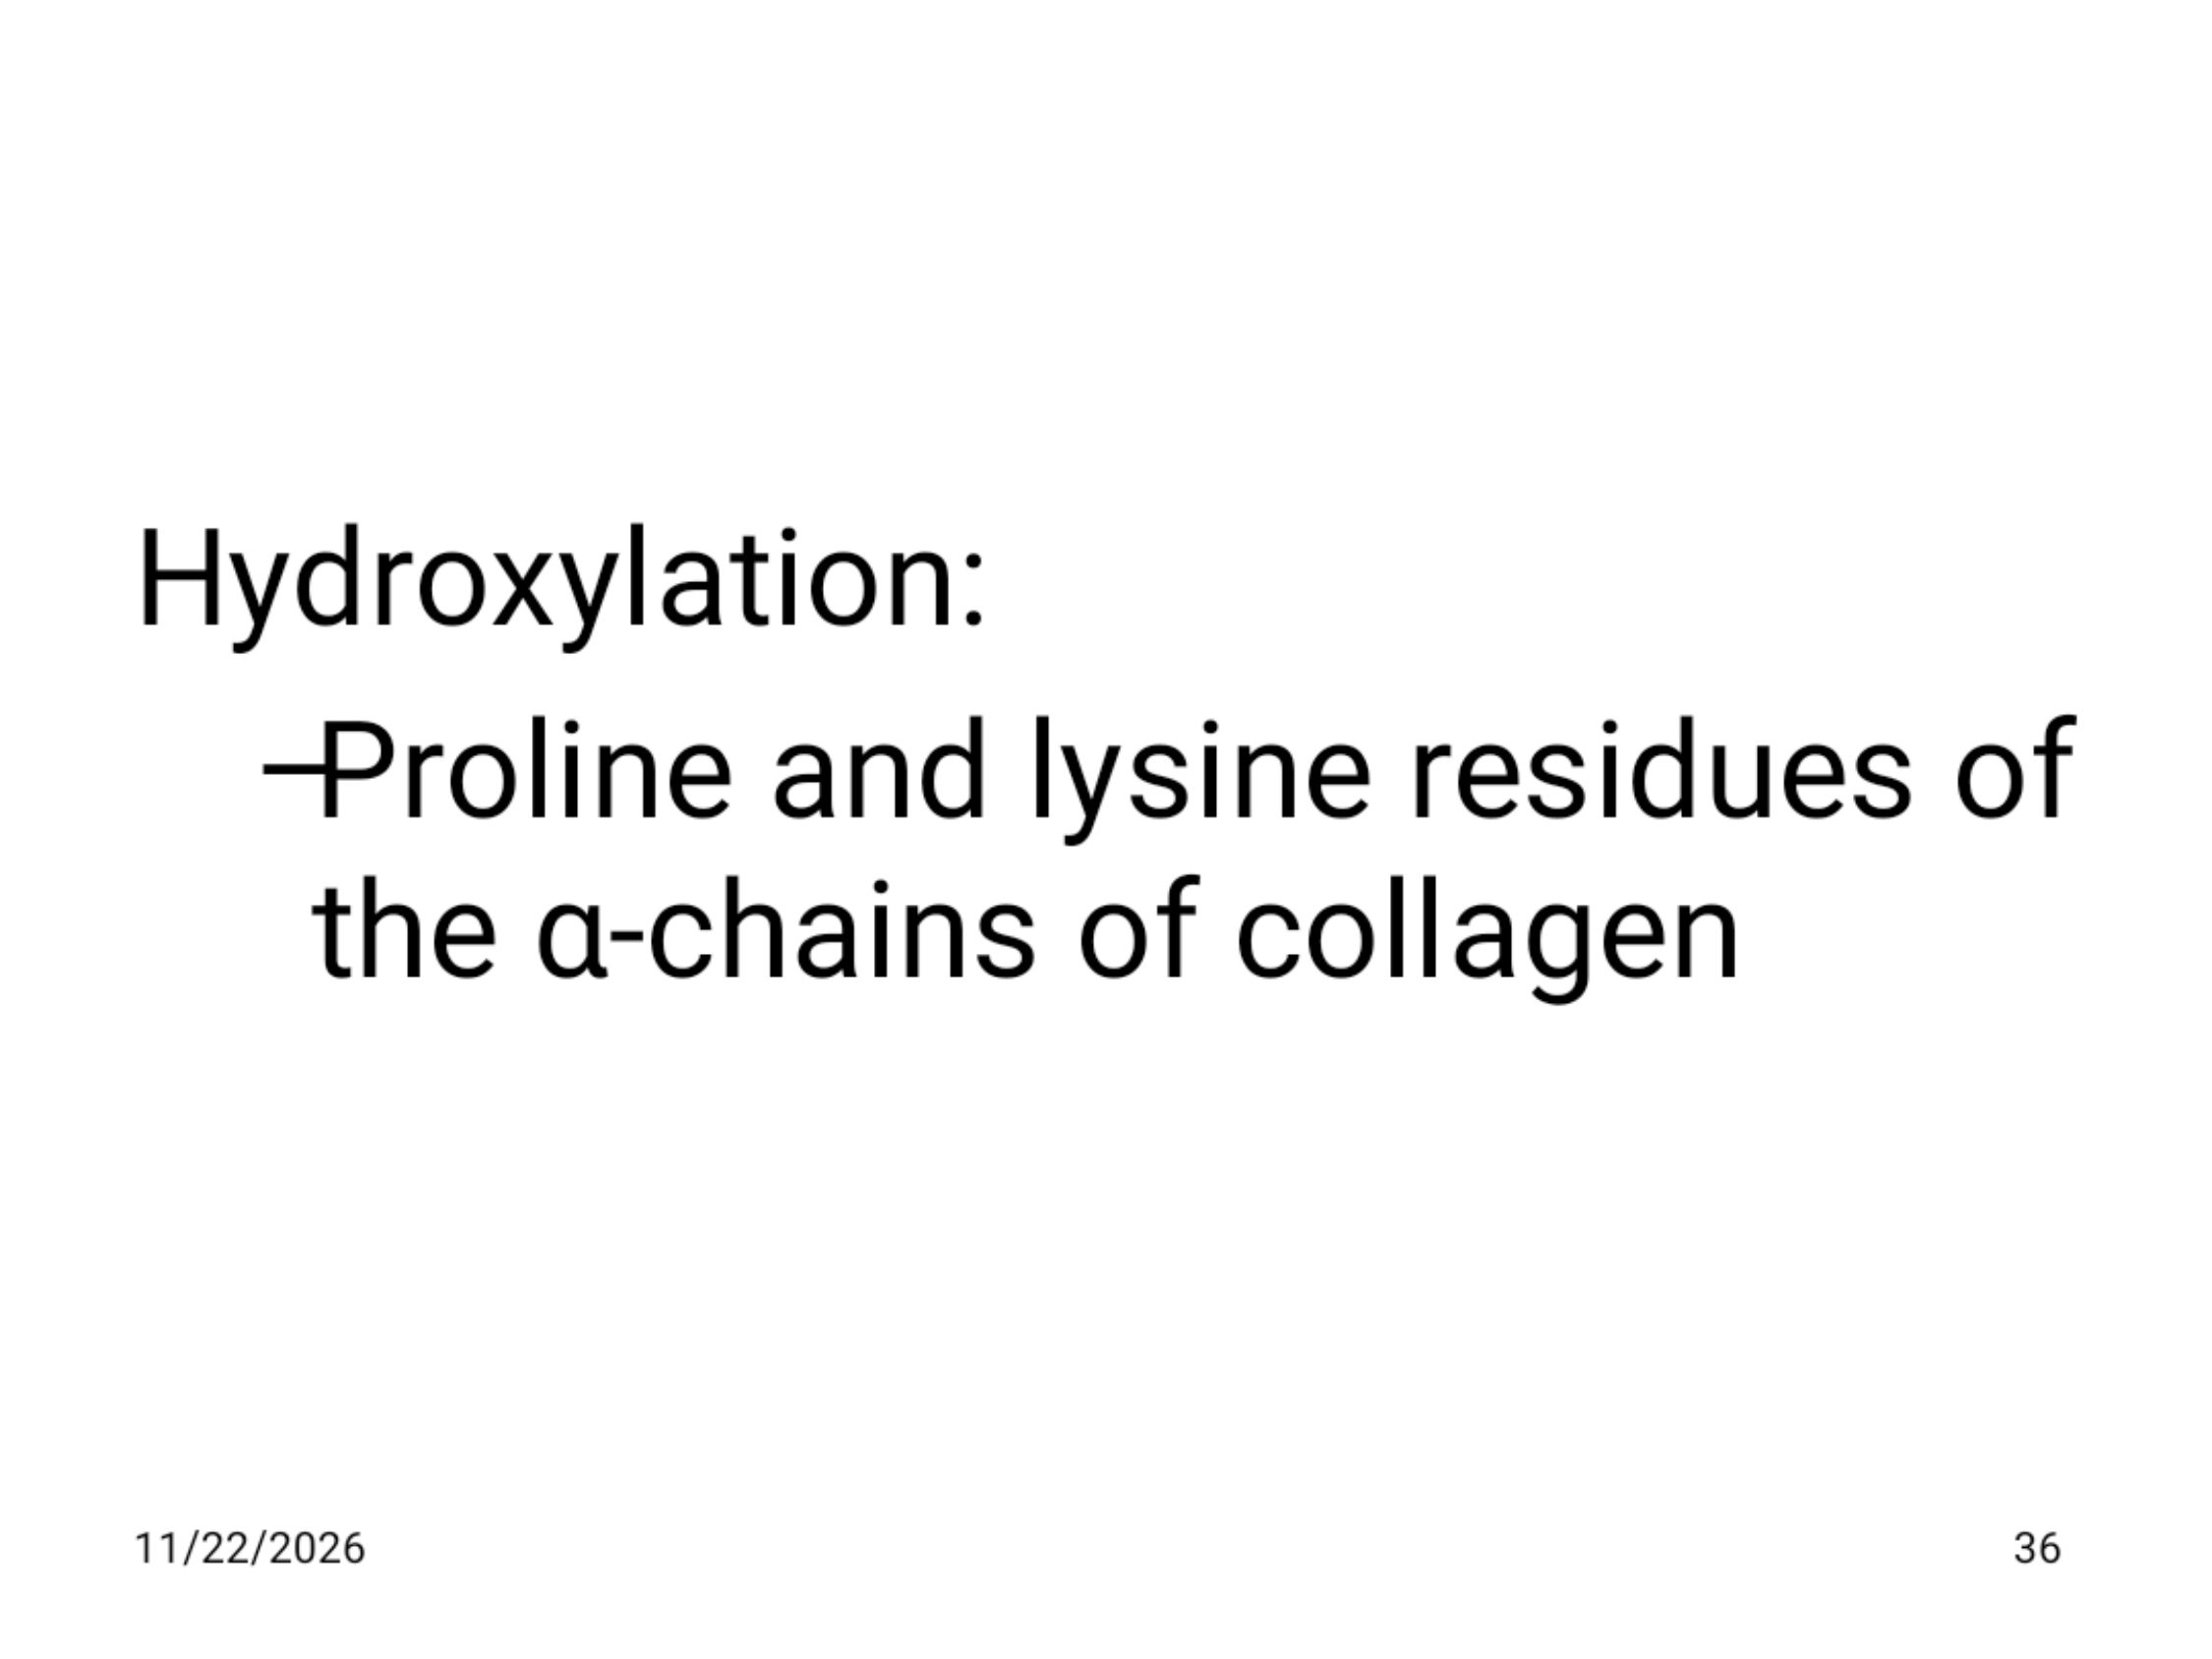 Hydroxylation:
–Proline and lysine residues of
the α-chains of collagen
11/22/2026
36